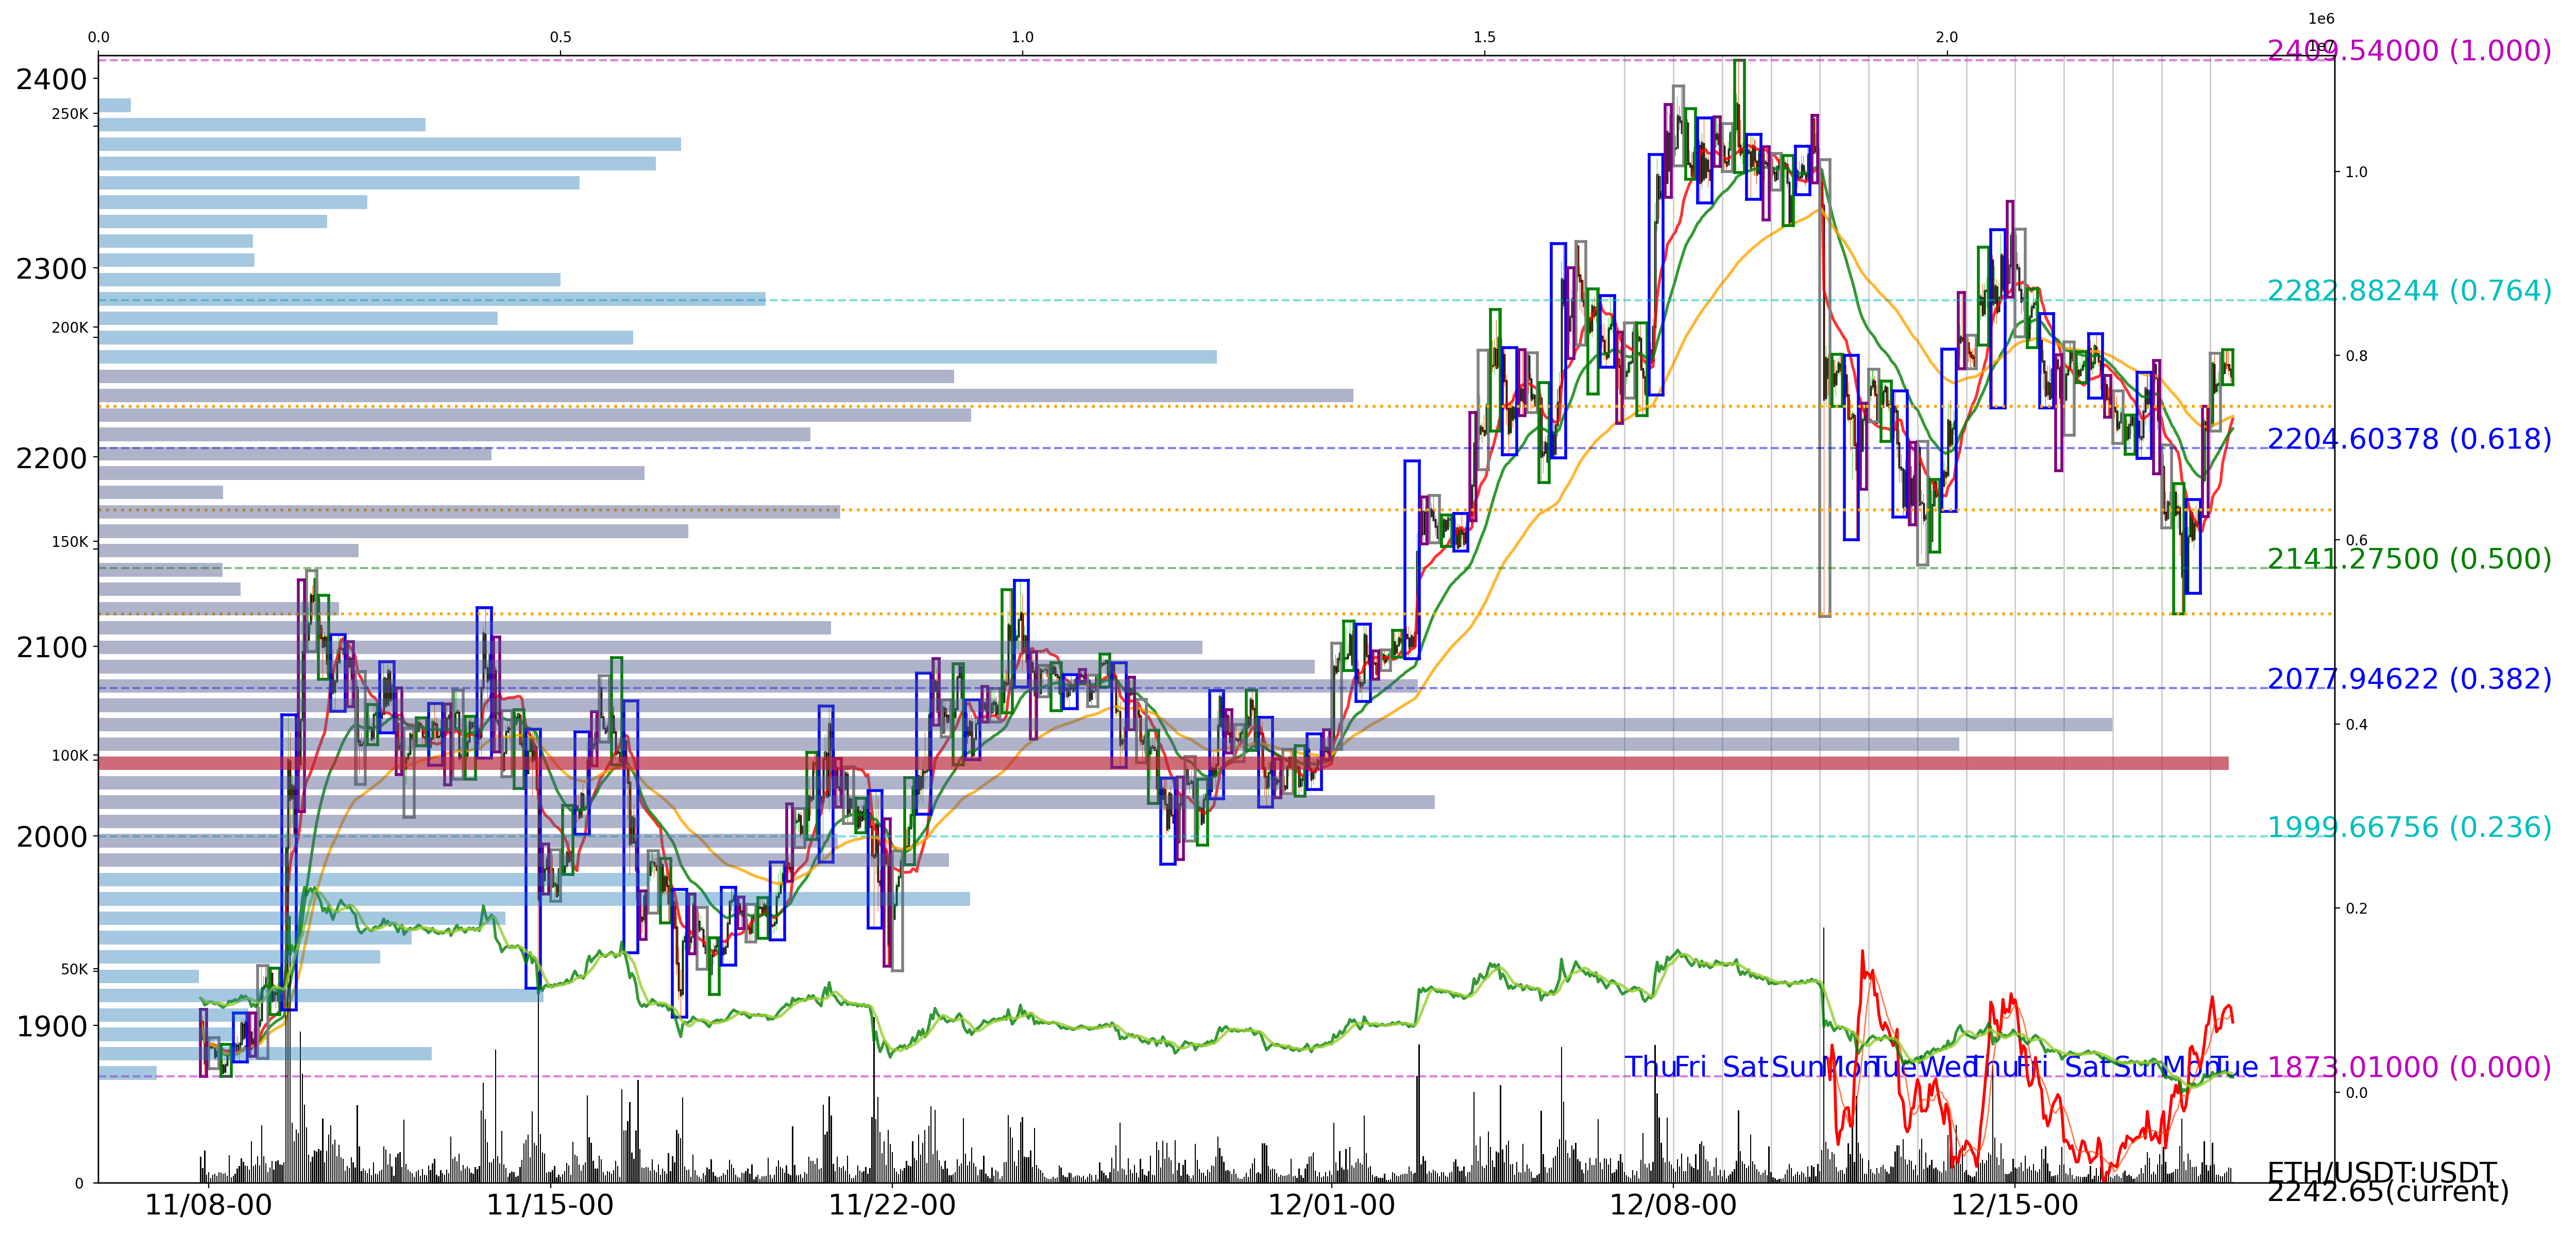 0.0 0.5 1.0 1.5 2.0 1e6
1e7
2409.54000 (1.000)
2400
250K
1.0
2300
2282.88244 (0.764)
200K
0.8
2200
2204.60378 (0.618)
150K
0.6
2141.27500 (0.500)
2100
2077.94622 (0.382)
0.4
100K
2000
1999.66756 (0.236)
0.2
50K
1900
Thu Fri Sat Sun Mon Tue Wed Thu Fri Sat Sun Mon Tue
1873.01000 (0.000)
0.0
ETH/USDT:USDT
0
2242.65(current)
11/08-00 11/15-00 11/22-00 12/01-00 12/08-00 12/15-00